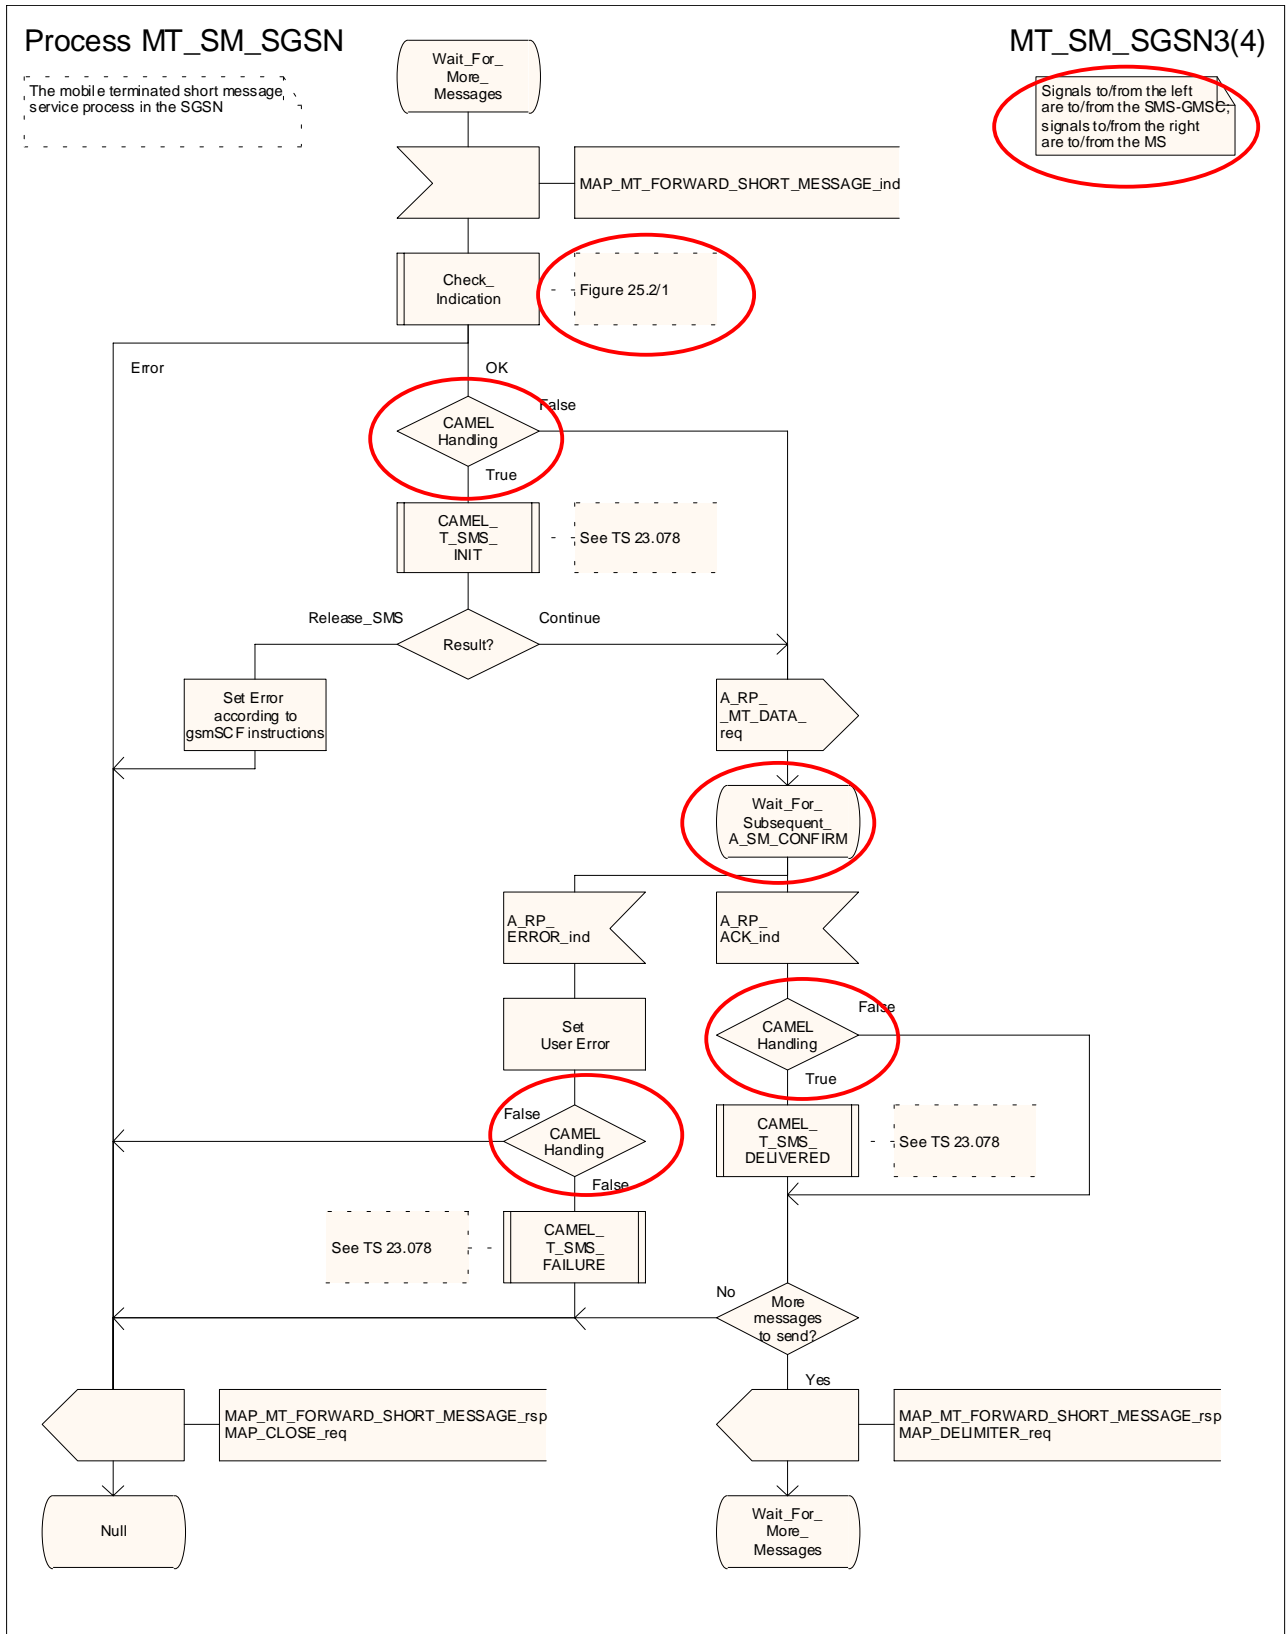 Process MT_SM_SGSN
MT_SM_SGSN3(4)
The mobile terminated short message
service process in the SGSN
Wait_For_
More_
Messages
Signals to/from the left
are to/from the SMS-GMSC;
signals to/from the right
are to/from the MS
MAP_MT_FORWARD_SHORT_MESSAGE_ind
Check_
Indication
Figure 25.2/1
Error
OK
CAMEL
Handling
False
True
CAMEL_
T_SMS_
INIT
See TS 23.078
Release_SMS
Result?
Continue
Set Error
according to
gsmSCF instructions
A_RP_
_MT_DATA_
req
Wait_For_
Subsequent_
A_SM_CONFIRM
A_RP_
ERROR_ind
A_RP_
ACK_ind
Set
User Error
CAMEL
Handling
False
True
False
CAMEL
Handling
False
CAMEL_
T_SMS_
DELIVERED
See TS 23.078
See TS 23.078
CAMEL_
T_SMS_
FAILURE
No
More
messages
to send?
Yes
MAP_MT_FORWARD_SHORT_MESSAGE_rsp
MAP_CLOSE_req
MAP_MT_FORWARD_SHORT_MESSAGE_rsp
MAP_DELIMITER_req
Null
Wait_For_
More_
Messages